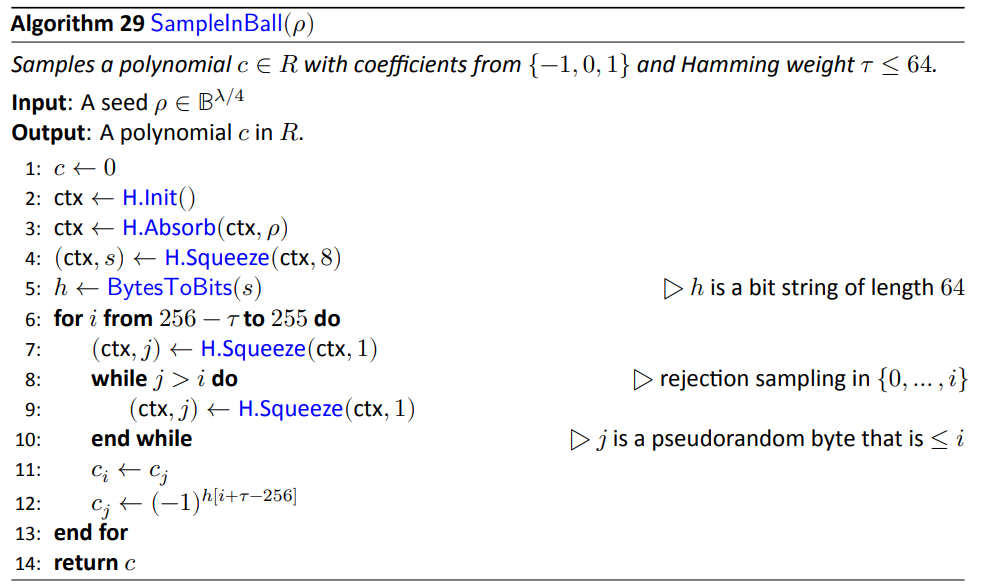 Algorithm 29 SampleInBall(ρ)
Samples a polynomial c ∈ R with coefficients from {−1, 0, 1} and Hamming weight τ ≤ 64.
Input: A seed ρ ∈ 𝔹^{λ/4}
Output: A polynomial c in R.
1: c ← 0
2: ctx ← H.Init()
3: ctx ← H.Absorb(ctx, ρ)
4: (ctx, s) ← H.Squeeze(ctx, 8)
5: h ← BytesToBits(s) ▷ h is a bit string of length 64
6: for i from 256 − τ to 255 do
7: (ctx, j) ← H.Squeeze(ctx, 1)
8: while j > i do ▷ rejection sampling in {0, …, i}
9: (ctx, j) ← H.Squeeze(ctx, 1)
10: end while ▷ j is a pseudorandom byte that is ≤ i
11: c_i ← c_j
12: c_j ← (−1)^{h[i+τ−256]}
13: end for
14: return c